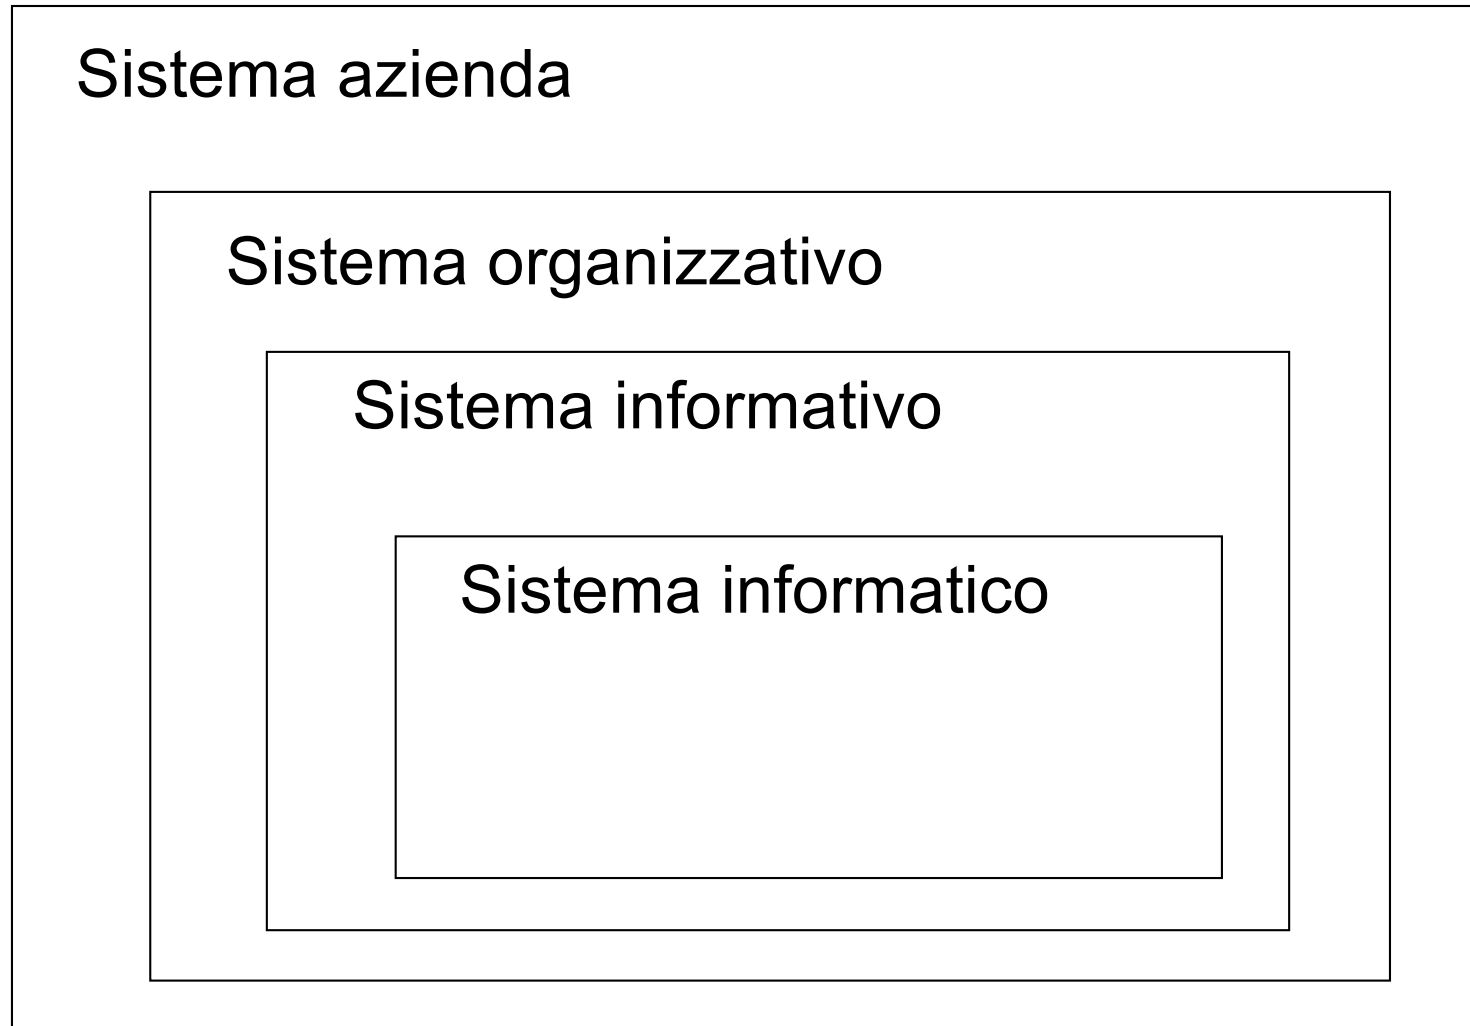 Sistema azienda
Sistema organizzativo
Sistema informativo
Sistema informatico